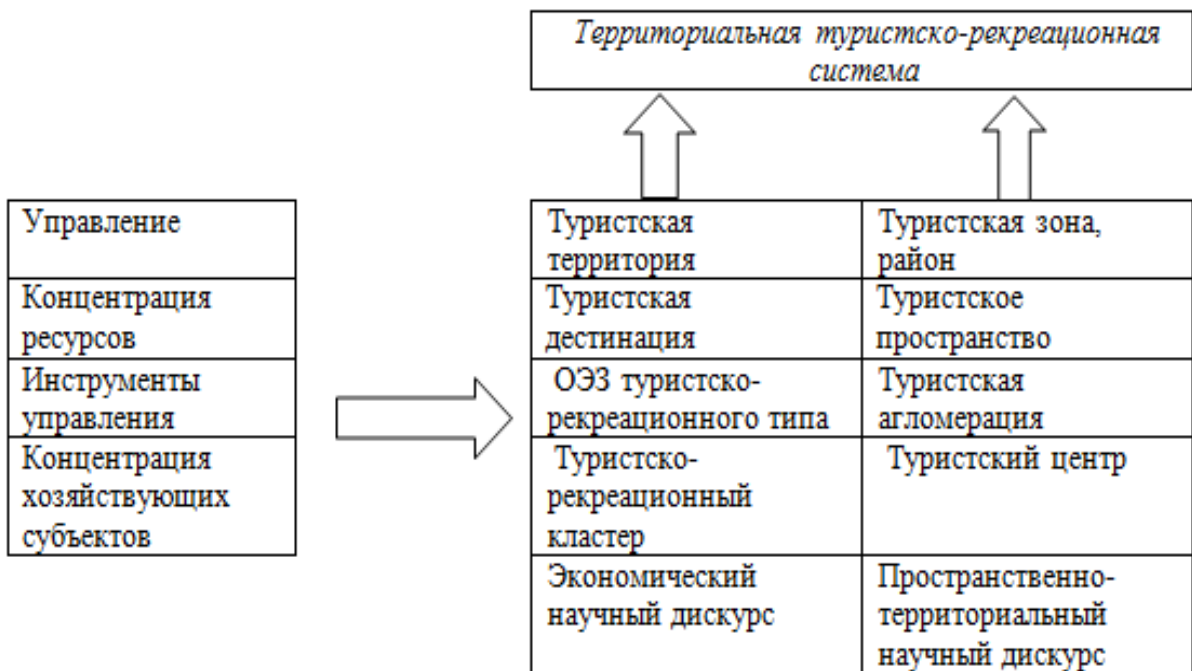 Территориальная туристско-рекреационная
система
Управление
Концентрация
ресурсов
Инструменты
управления
Концентрация
хозяйствующих
субъектов
Туристская
территория
Туристская зона,
район
Туристская
дестинация
Туристское
пространство
ОЭЗ туристско-
рекреационного типа
Туристская
агломерация
Туристско-
рекреационный
кластер
Туристский центр
Экономический
научный дискурс
Пространственно-
территориальный
научный дискурс